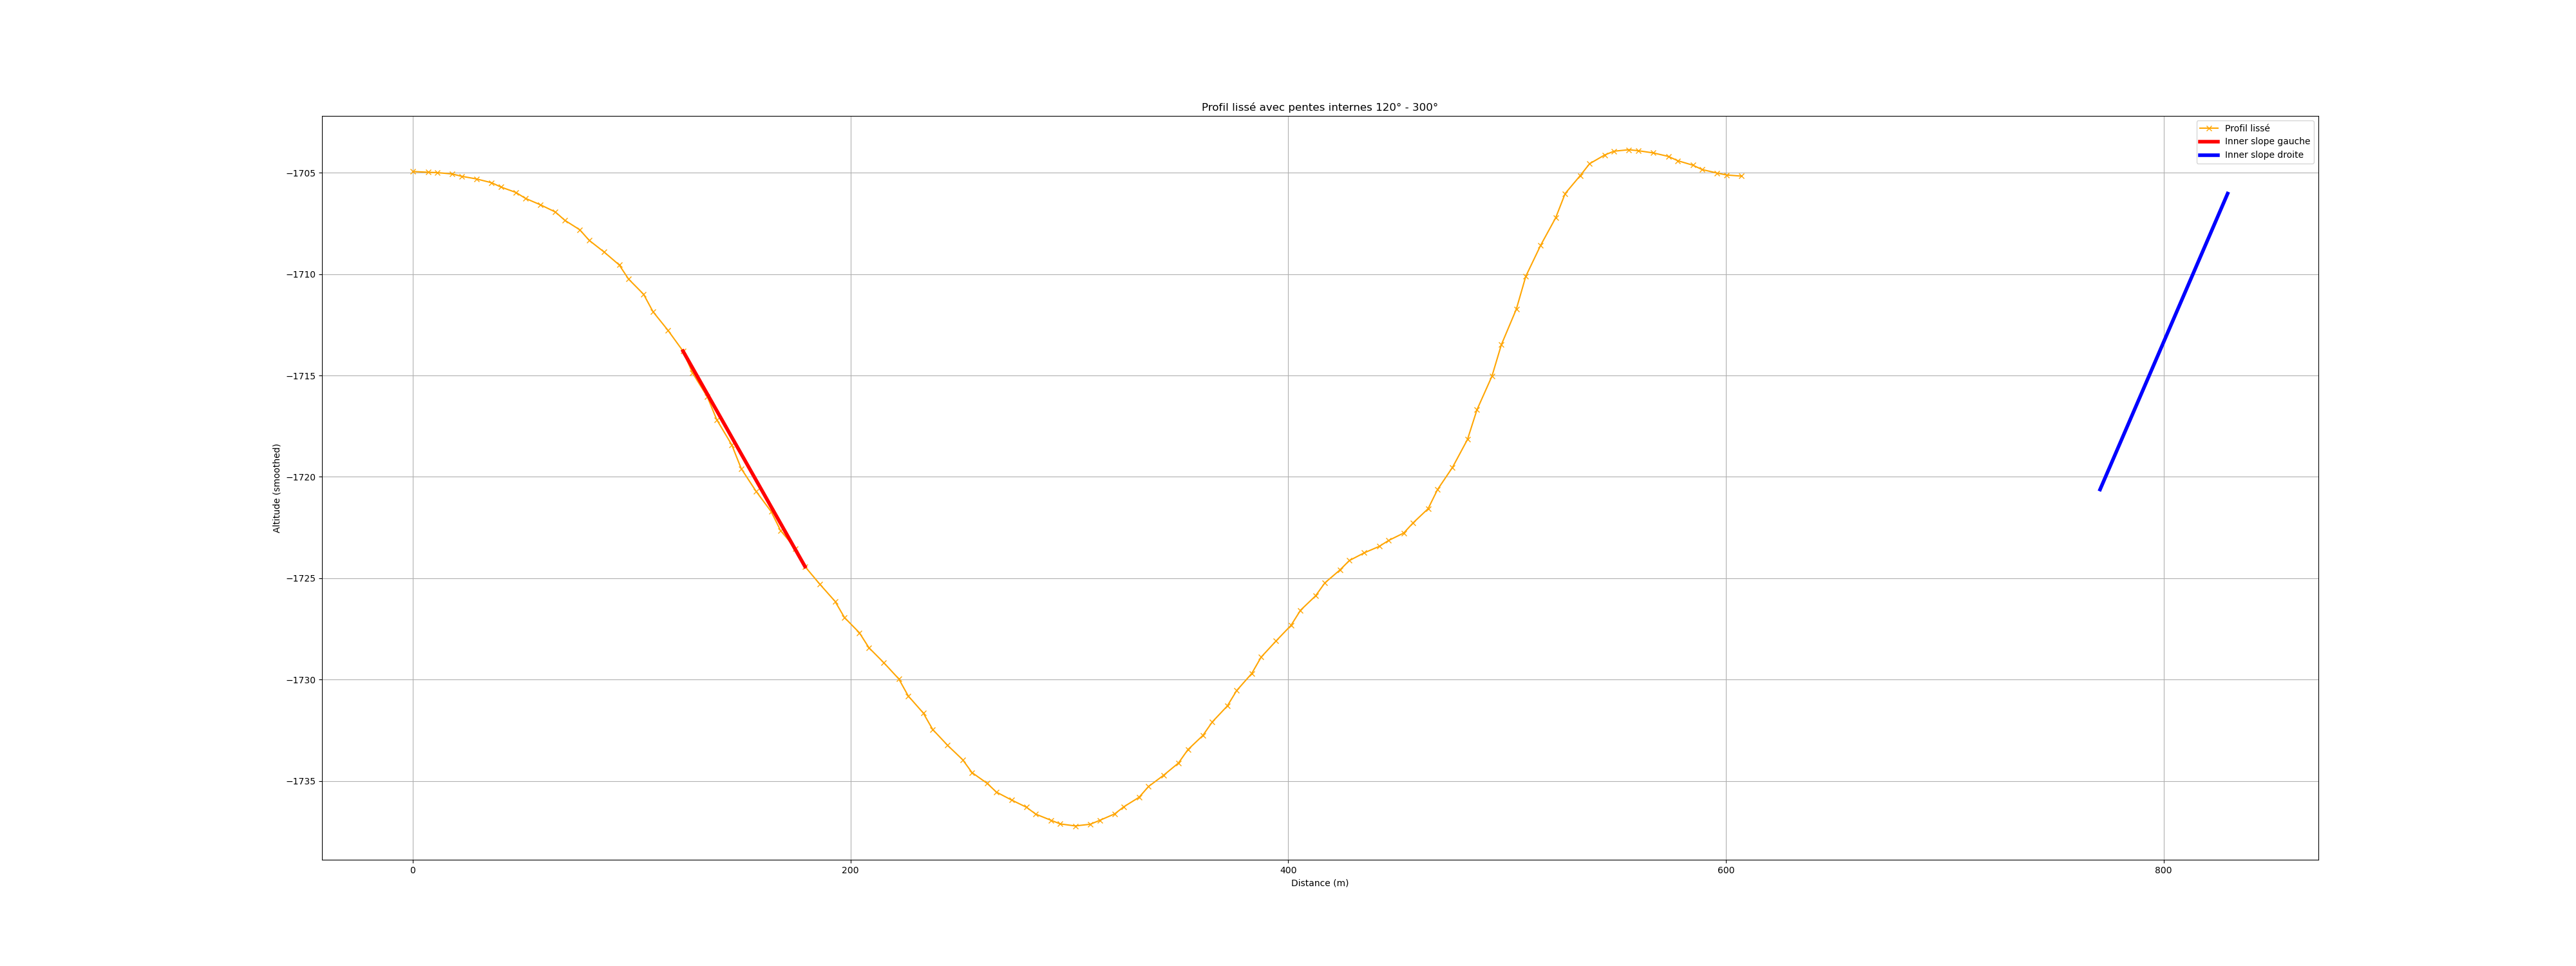 Profil lissé avec pentes internes 120° - 300°
Profil lissé
Inner slope gauche
Inner slope droite
Altitude (smoothed)
−1705
−1710
−1715
−1720
−1725
−1730
−1735
0
200
400
600
800
Distance (m)